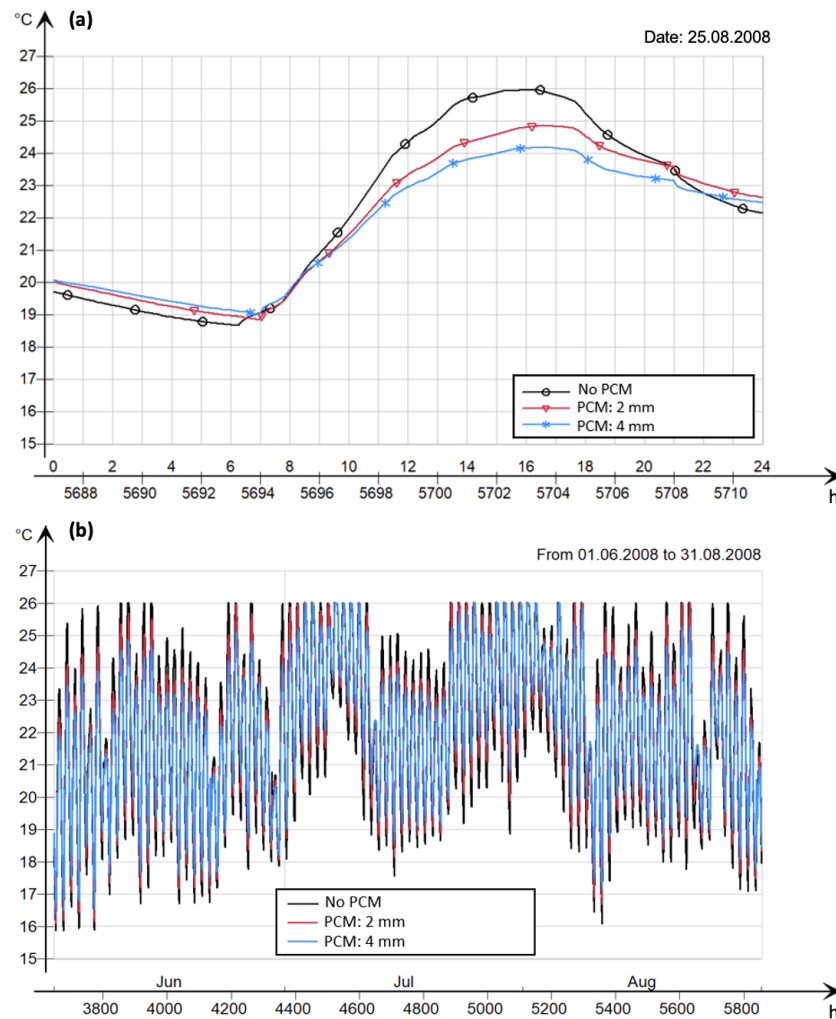 °C (a)
Date: 25.08.2008
27
26
25
24
23
22
21
20
19
18
17
16
15
No PCM
PCM: 2 mm
PCM: 4 mm
0 2 4 6 8 10 12 14 16 18 20 22 24
5688 5690 5692 5694 5696 5698 5700 5702 5704 5706 5708 5710 h
°C (b)
From 01.06.2008 to 31.08.2008
27
26
25
24
23
22
21
20
19
18
17
16
15
No PCM
PCM: 2 mm
PCM: 4 mm
Jun Jul Aug
3800 4000 4200 4400 4600 4800 5000 5200 5400 5600 5800 h